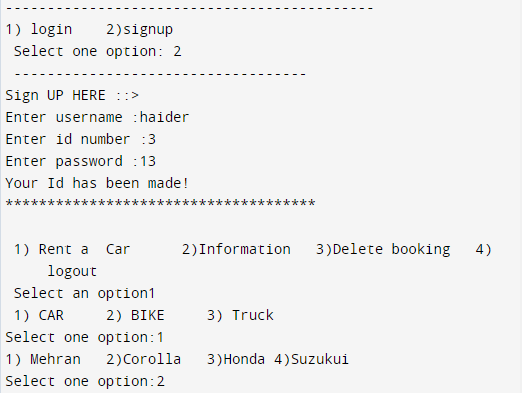 --------------------------------------------
1) login    2)signup
Select one option: 2
-----------------------------------
Sign UP HERE ::>
Enter username :haider
Enter id number :3
Enter password :13
Your Id has been made!
*************************************
1) Rent a  Car      2)Information   3)Delete booking   4)
logout
Select an option1
1) CAR     2) BIKE     3) Truck
Select one option:1
1) Mehran   2)Corolla   3)Honda 4)Suzukui
Select one option:2